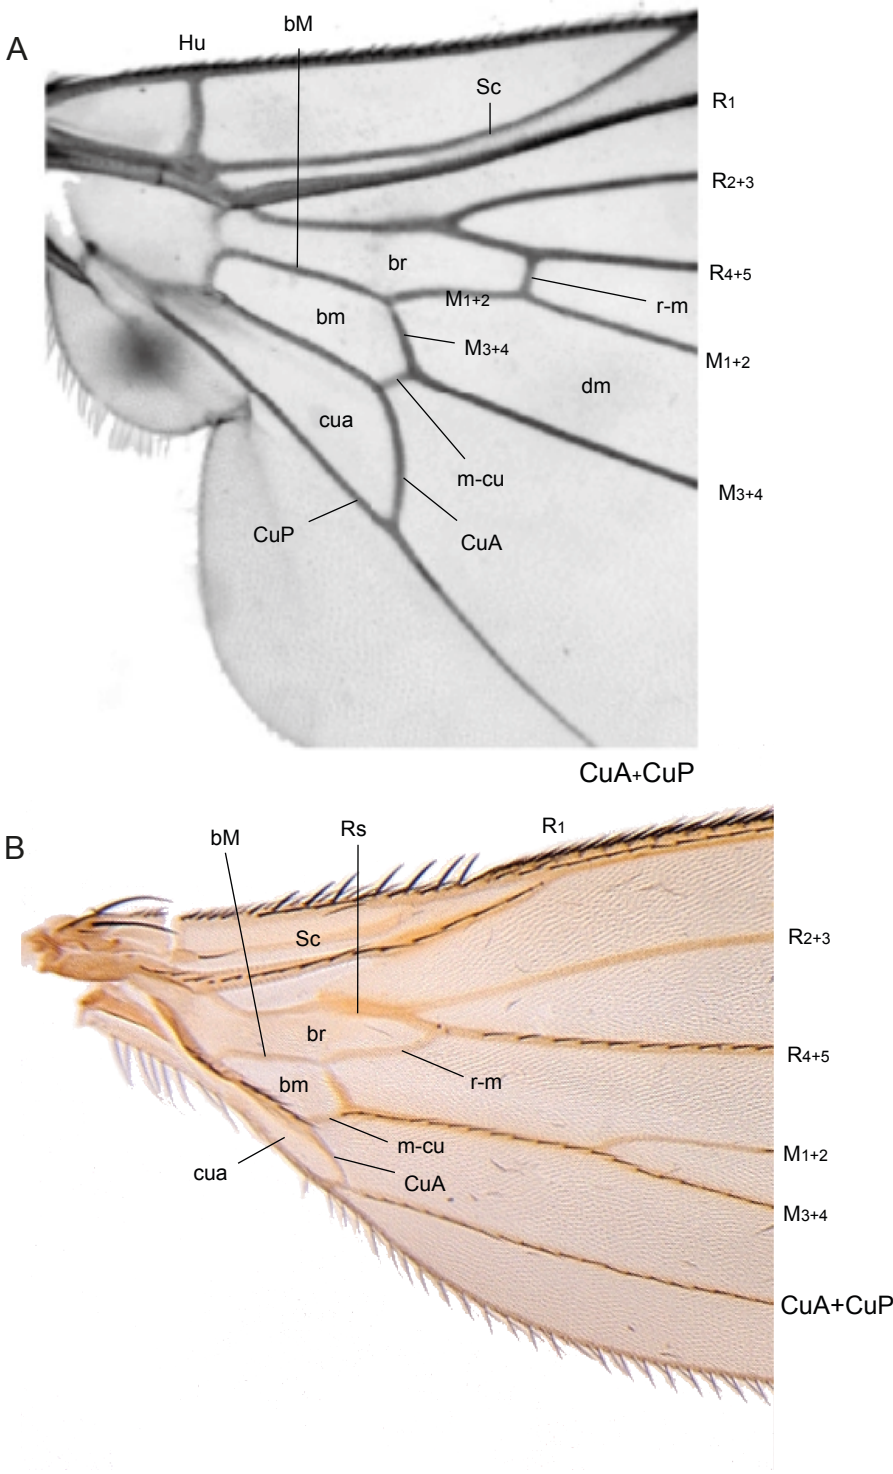 A
Hu
bM
Sc
R1
R2+3
br
R4+5
r-m
bm
M1+2
M3+4
M1+2
dm
cua
m-cu
M3+4
CuP
CuA
CuA+CuP
B
bM
Rs
R1
Sc
R2+3
br
R4+5
bm
r-m
m-cu
M1+2
cua
CuA
M3+4
CuA+CuP